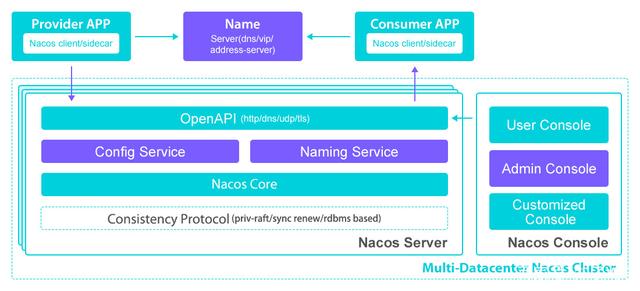 Provider APP
Nacos client/sidecar
Name
Server(dns/vip/
address-server)
Consumer APP
Nacos client/sidecar
OpenAPI (http/dns/udp/tls)
Config Service
Naming Service
Nacos Core
Consistency Protocol (priv-raft/sync renew/rdbms based)
Nacos Server
User Console
Admin Console
Customized
Console
Nacos Console
Multi-Datacenter Nacos Cluster